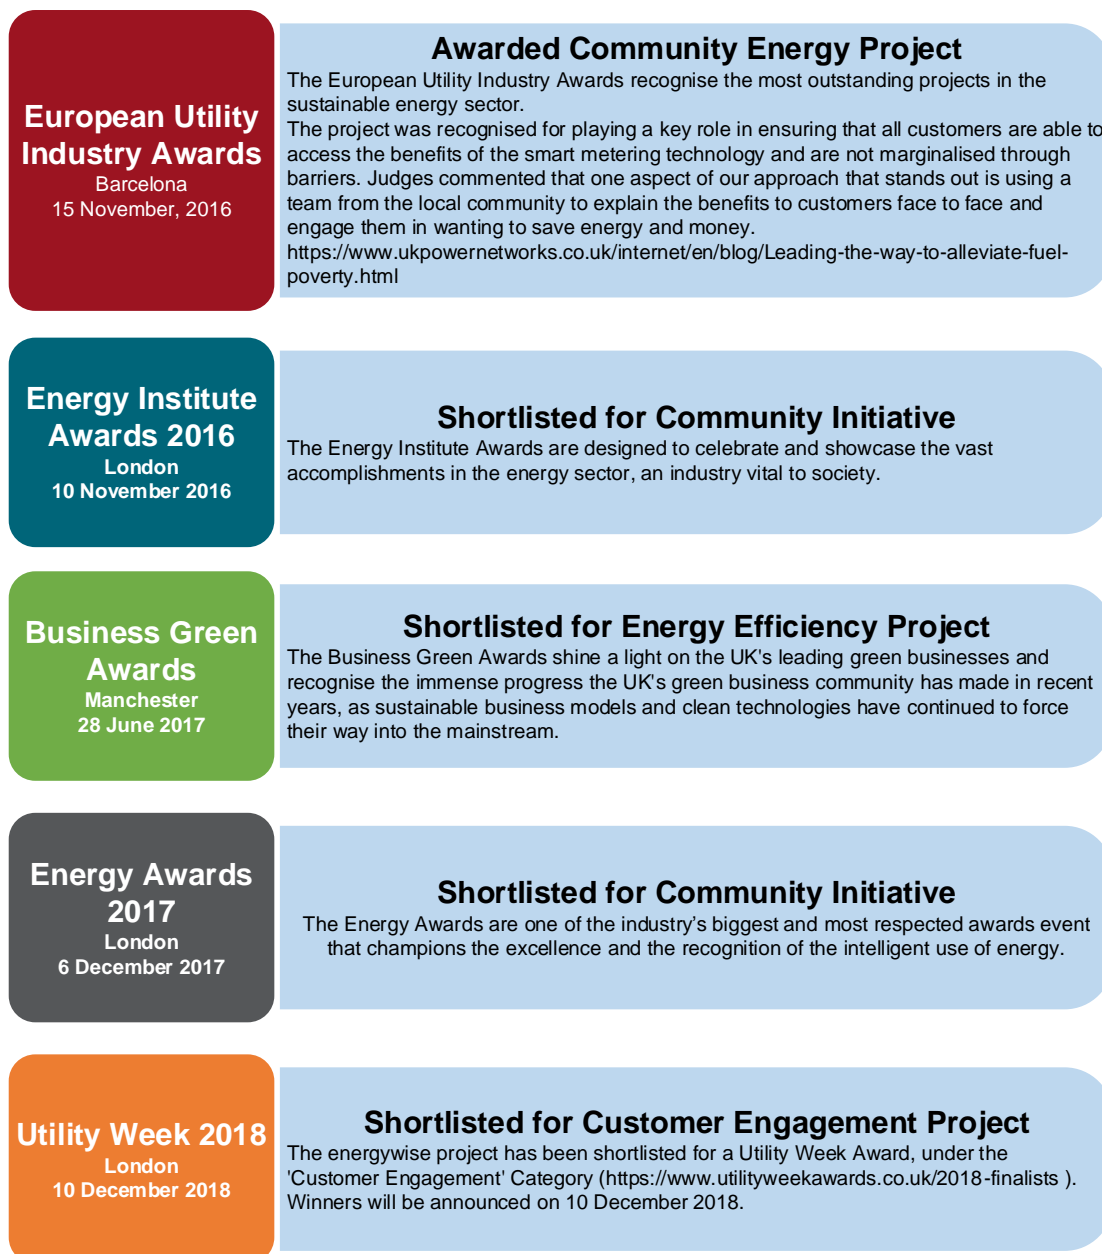 European Utility
Industry Awards
Barcelona
15 November, 2016
Awarded Community Energy Project
The European Utility Industry Awards recognise the most outstanding projects in the
sustainable energy sector.
The project was recognised for playing a key role in ensuring that all customers are able to
access the benefits of the smart metering technology and are not marginalised through
barriers. Judges commented that one aspect of our approach that stands out is using a
team from the local community to explain the benefits to customers face to face and
engage them in wanting to save energy and money.
https://www.ukpowernetworks.co.uk/internet/en/blog/Leading-the-way-to-alleviate-fuel-
poverty.html
Energy Institute
Awards 2016
London
10 November 2016
Shortlisted for Community Initiative
The Energy Institute Awards are designed to celebrate and showcase the vast
accomplishments in the energy sector, an industry vital to society.
Business Green
Awards
Manchester
28 June 2017
Shortlisted for Energy Efficiency Project
The Business Green Awards shine a light on the UK's leading green businesses and
recognise the immense progress the UK's green business community has made in recent
years, as sustainable business models and clean technologies have continued to force
their way into the mainstream.
Energy Awards
2017
London
6 December 2017
Shortlisted for Community Initiative
The Energy Awards are one of the industry’s biggest and most respected awards event
that champions the excellence and the recognition of the intelligent use of energy.
Utility Week 2018
London
10 December 2018
Shortlisted for Customer Engagement Project
The energywise project has been shortlisted for a Utility Week Award, under the
'Customer Engagement' Category (https://www.utilityweekawards.co.uk/2018-finalists ).
Winners will be announced on 10 December 2018.